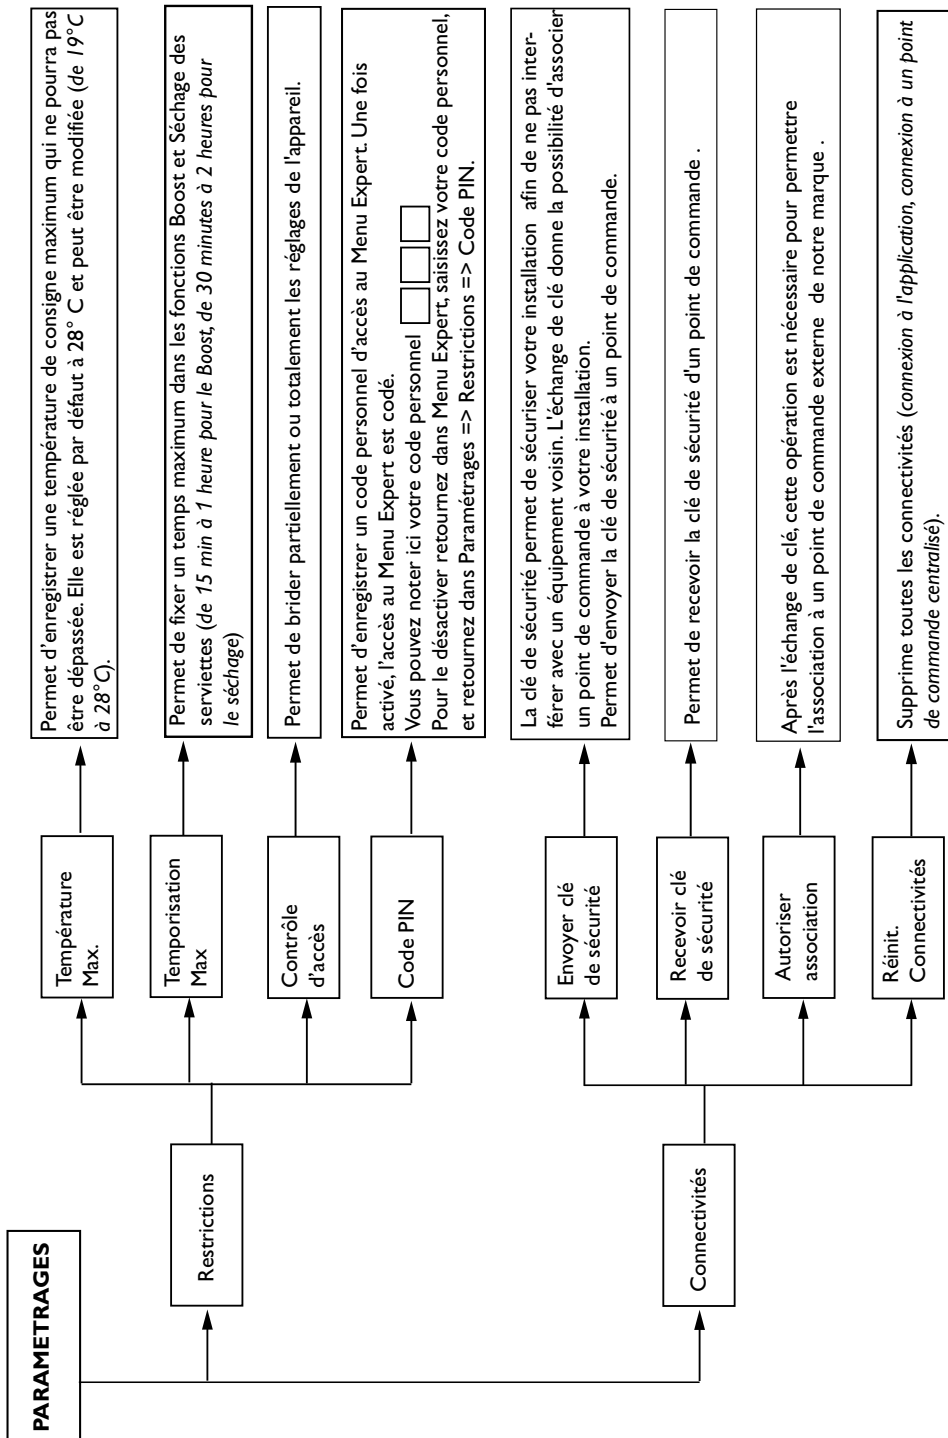 PARAMETRAGES
Restrictions
Température
Max.
Permet d'enregistrer une température de consigne maximum qui ne pourra pas
être dépassée. Elle est réglée par défaut à 28° C et peut être modifiée (de 19°C
à 28°C).
Temporisation
Max
Permet de fixer un temps maximum dans les fonctions Boost et Séchage des
serviettes (de 15 min à 1 heure pour le Boost, de 30 minutes à 2 heures pour
le séchage)
Contrôle
d'accès
Permet de brider partiellement ou totalement les réglages de l'appareil.
Code PIN
Permet d'enregistrer un code personnel d'accès au Menu Expert. Une fois
activé, l'accès au Menu Expert est codé.
Vous pouvez noter ici votre code personnel
Pour le désactiver retournez dans Menu Expert, saisissez votre code personnel,
et retournez dans Paramétrages => Restrictions => Code PIN.
Connectivités
Envoyer clé
de sécurité
La clé de sécurité permet de sécuriser votre installation afin de ne pas inter-
férer avec un équipement voisin. L'échange de clé donne la possibilité d'associer
un point de commande à votre installation.
Permet d'envoyer la clé de sécurité à un point de commande.
Recevoir clé
de sécurité
Permet de recevoir la clé de sécurité d'un point de commande .
Autoriser
association
Après l'échange de clé, cette opération est nécessaire pour permettre
l'association à un point de commande externe de notre marque .
Réinit.
Connectivités
Supprime toutes les connectivités (connexion à l'application, connexion à un point
de commande centralisé)